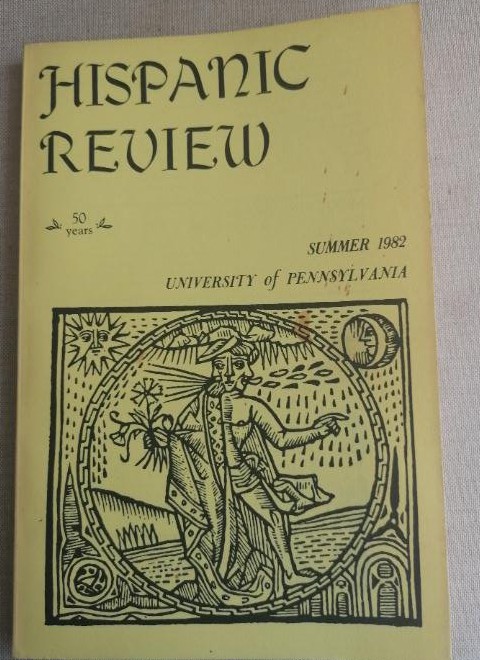 HISPANIC
REVIEW
50
years
SUMMER 1982
UNIVERSITY of PENNSYLVANIA